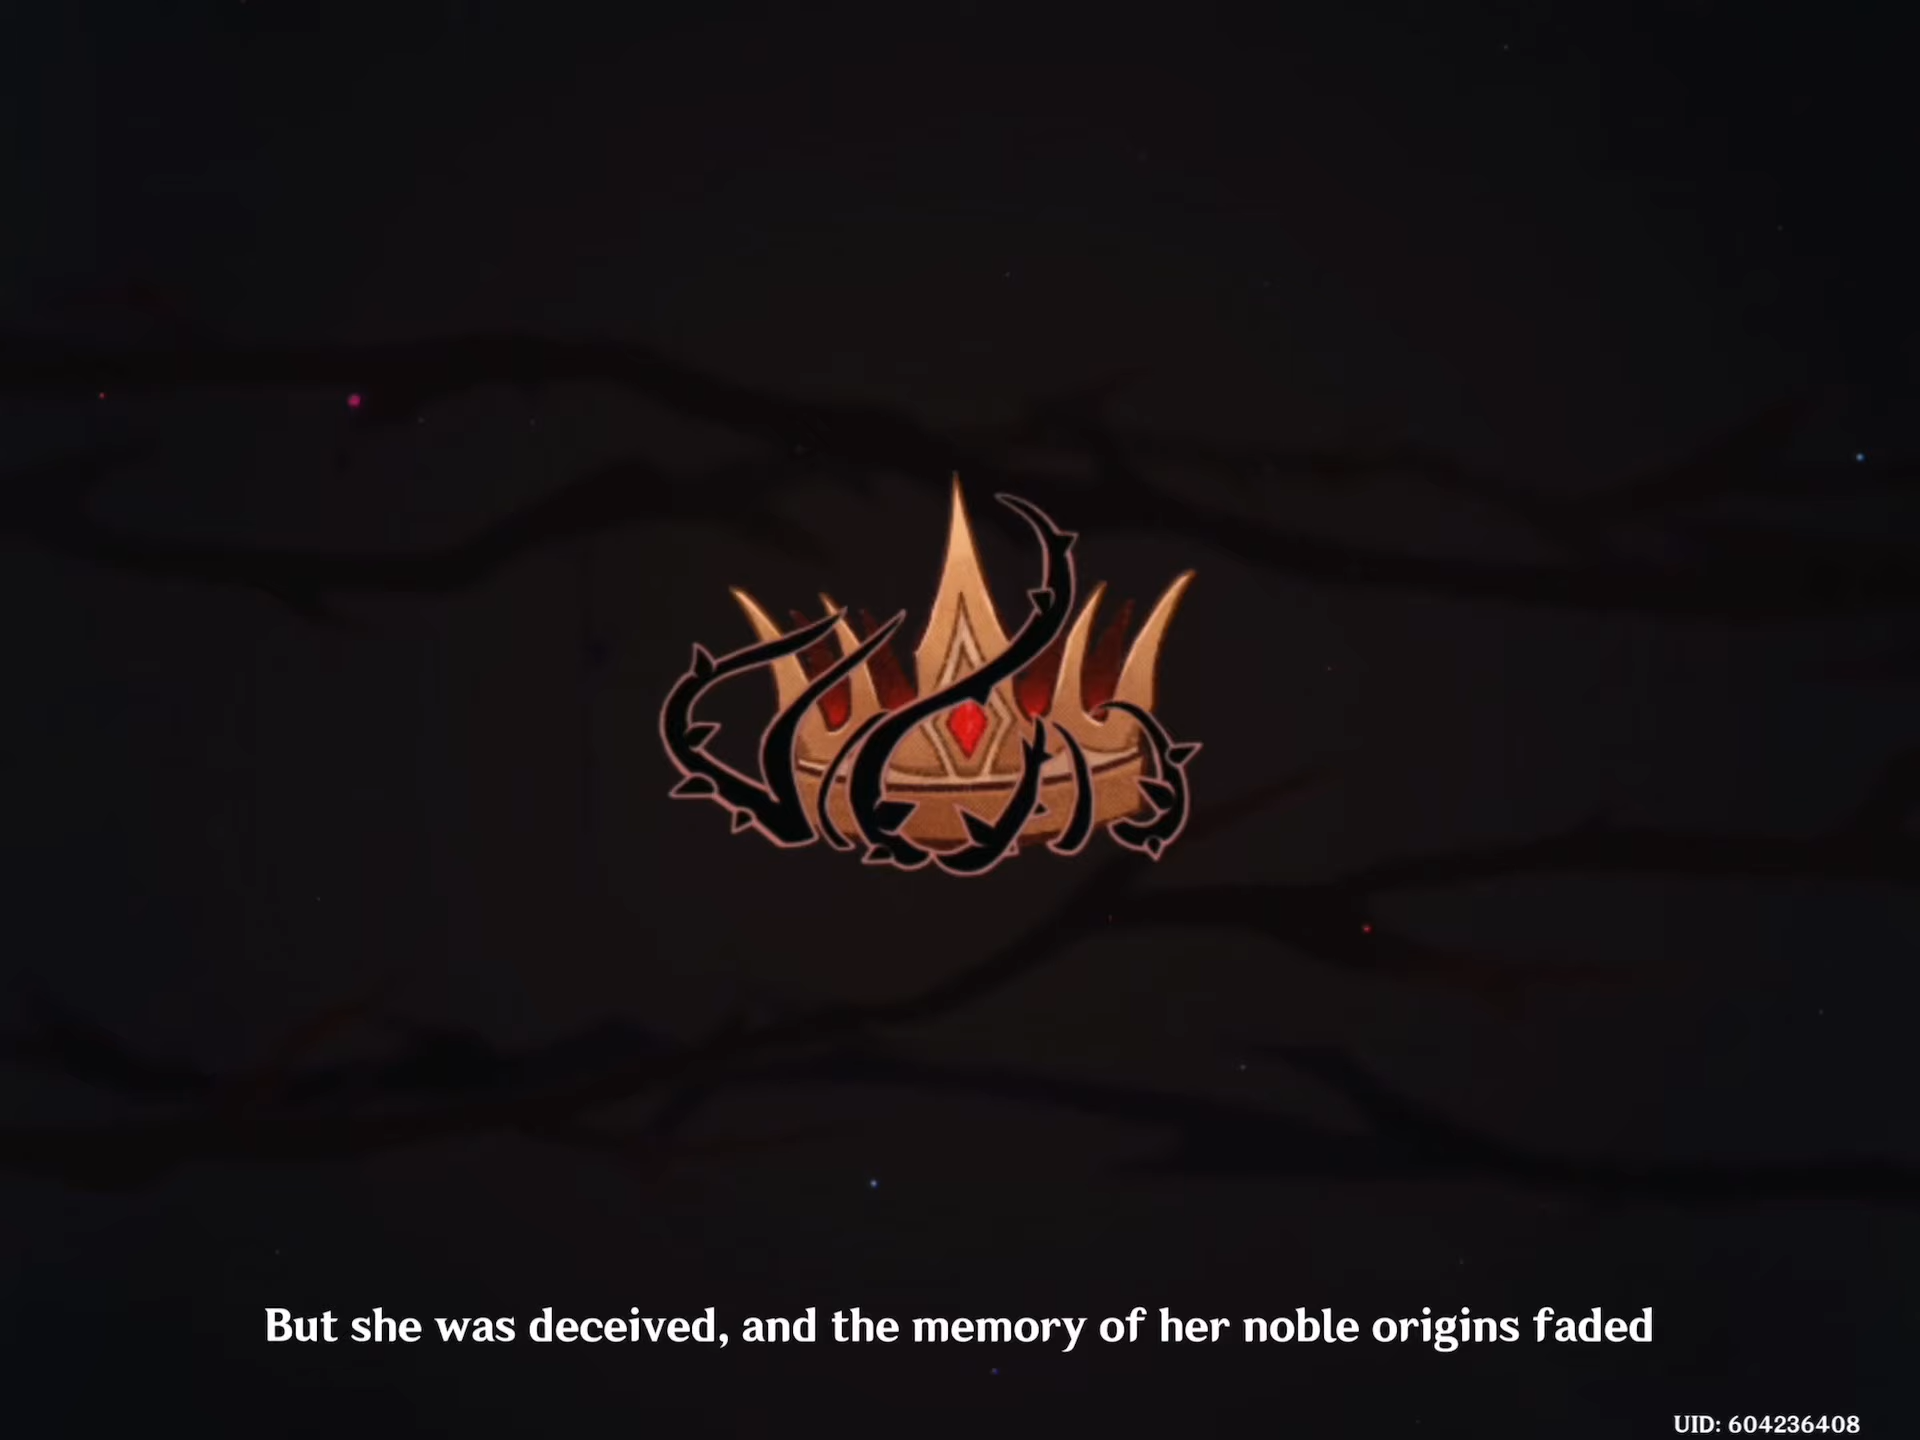 But she was deceived, and the memory of her noble origins faded
UID: 604236408